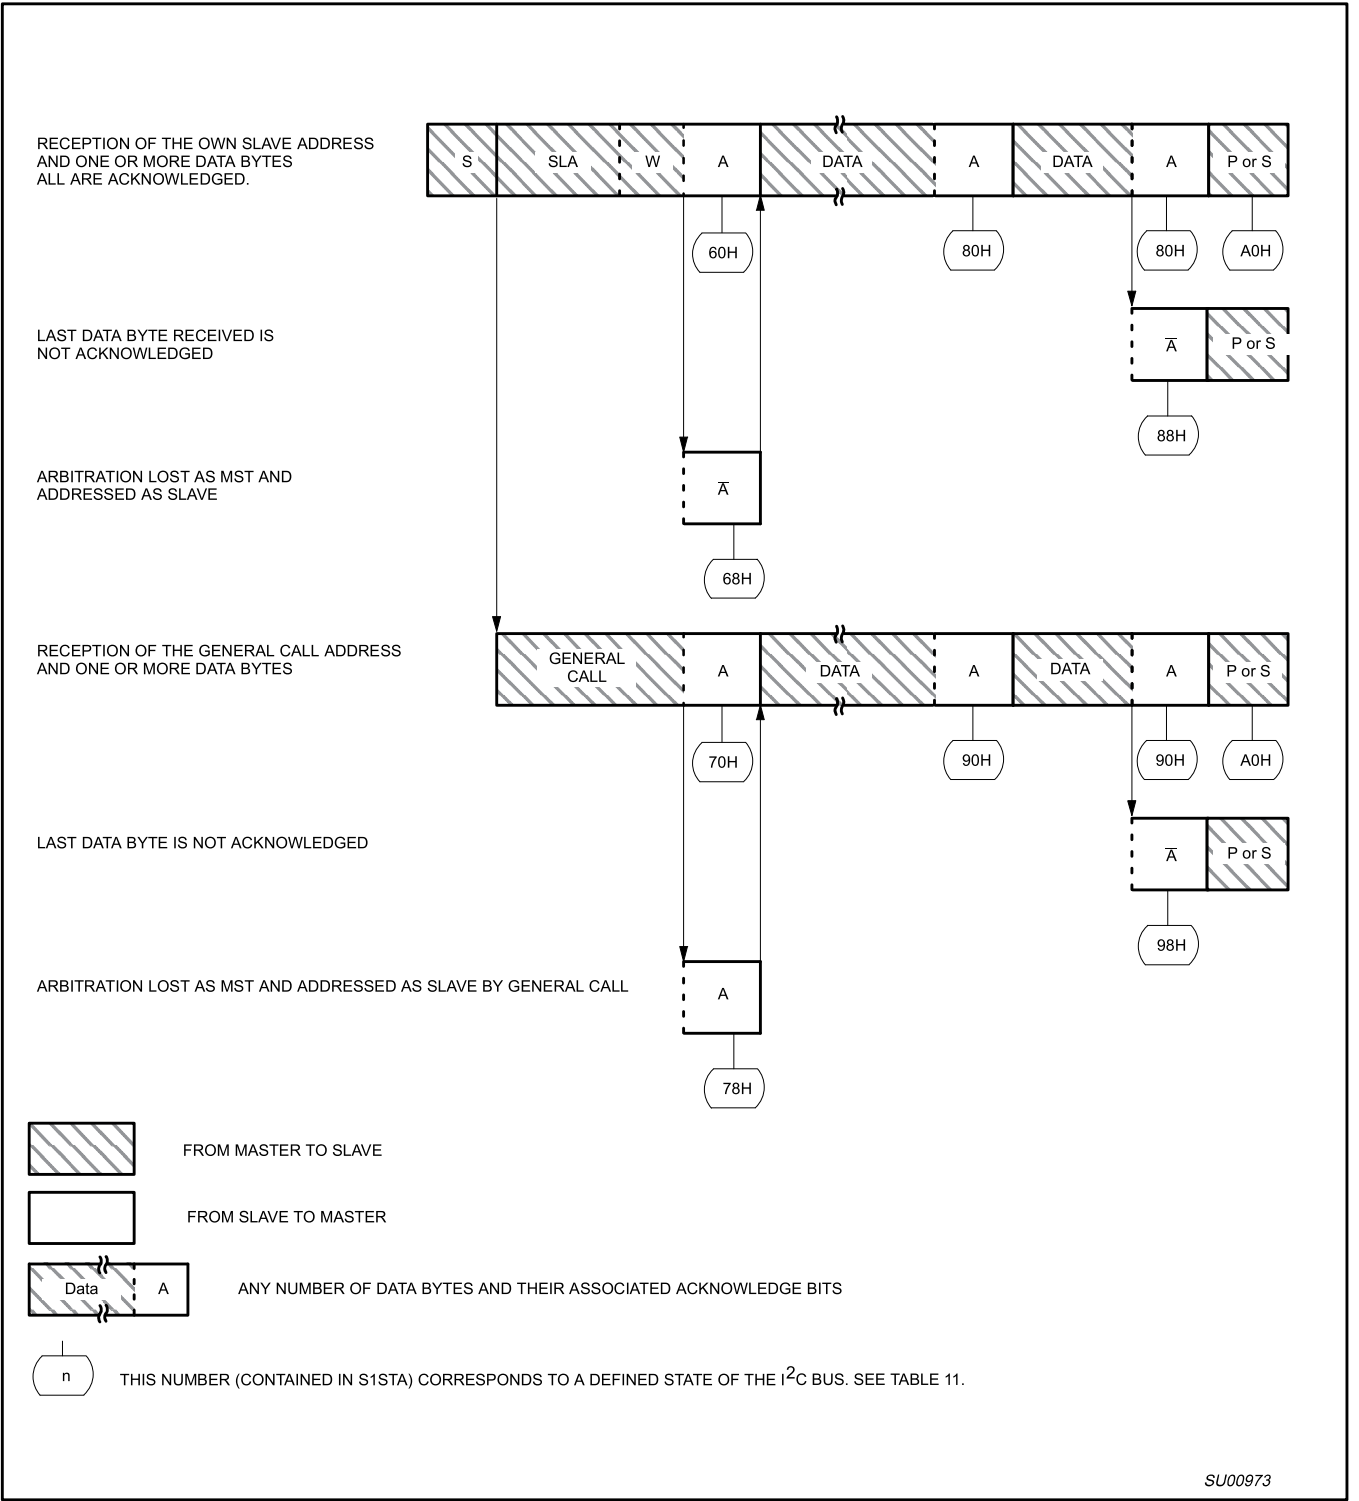 RECEPTION OF THE OWN SLAVE ADDRESS
AND ONE OR MORE DATA BYTES
ALL ARE ACKNOWLEDGED.
S SLA W A DATA A DATA A P or S
60H 80H 80H A0H
LAST DATA BYTE RECEIVED IS
NOT ACKNOWLEDGED
A̅ P or S
88H
ARBITRATION LOST AS MST AND
ADDRESSED AS SLAVE
A̅
68H
RECEPTION OF THE GENERAL CALL ADDRESS
AND ONE OR MORE DATA BYTES
GENERAL
CALL
A DATA A DATA A P or S
70H 90H 90H A0H
LAST DATA BYTE IS NOT ACKNOWLEDGED
A̅ P or S
98H
ARBITRATION LOST AS MST AND ADDRESSED AS SLAVE BY GENERAL CALL
A
78H
FROM MASTER TO SLAVE
FROM SLAVE TO MASTER
Data A ANY NUMBER OF DATA BYTES AND THEIR ASSOCIATED ACKNOWLEDGE BITS
n THIS NUMBER (CONTAINED IN S1STA) CORRESPONDS TO A DEFINED STATE OF THE I²C BUS. SEE TABLE 11.
SU00973